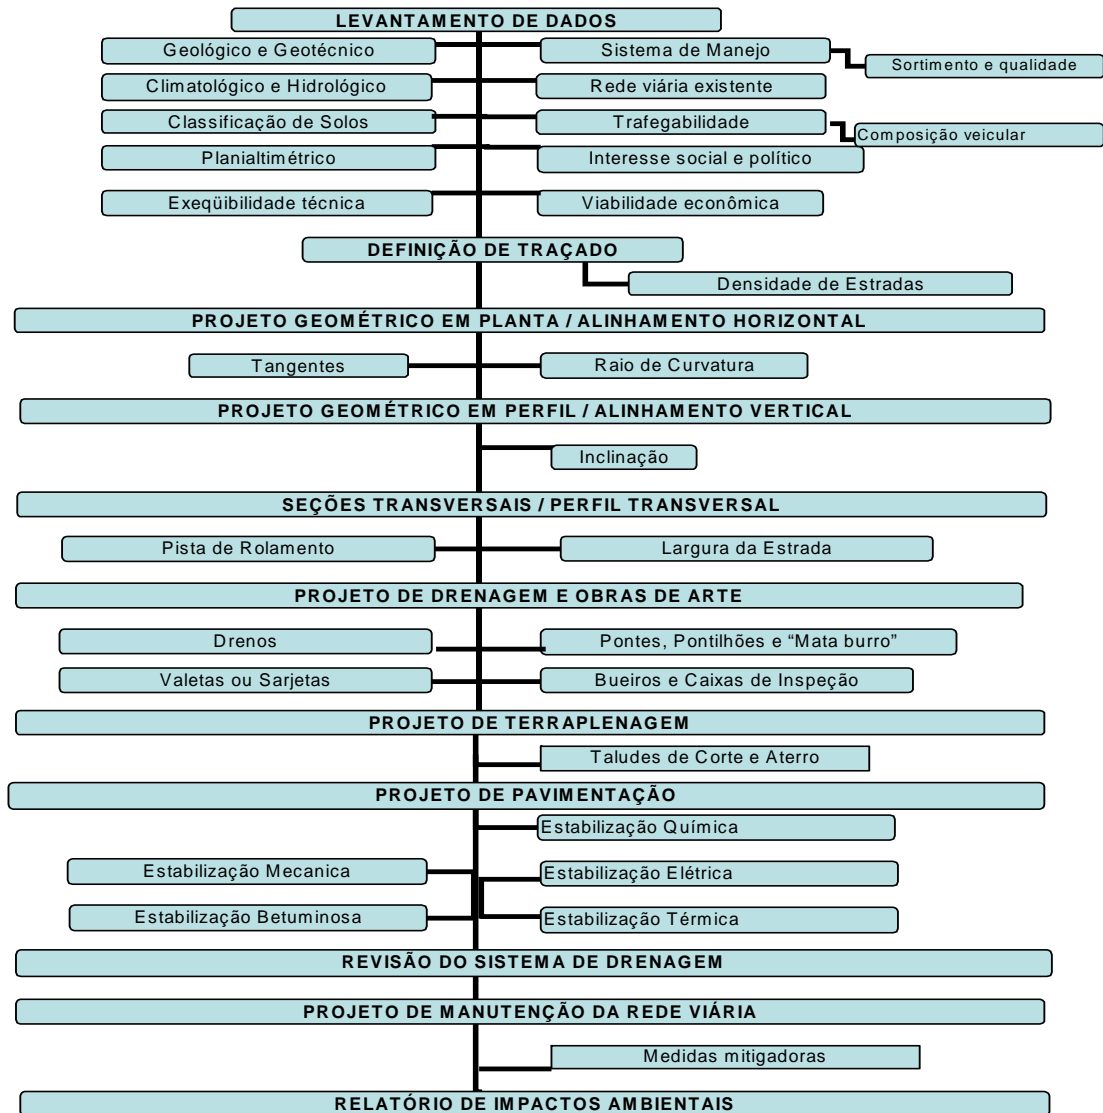 LEVANTAMENTO DE DADOS
Geológico e Geotécnico
Sistema de Manejo
Sortimento e qualidade
Climatológico e Hidrológico
Rede viária existente
Classificação de Solos
Trafegabilidade
Composição veicular
Planialtimétrico
Interesse social e político
Exeqüibilidade técnica
Viabilidade econômica
DEFINIÇÃO DE TRAÇADO
Densidade de Estradas
PROJETO GEOMÉTRICO EM PLANTA / ALINHAMENTO HORIZONTAL
Tangentes
Raio de Curvatura
PROJETO GEOMÉTRICO EM PERFIL / ALINHAMENTO VERTICAL
Inclinação
SEÇÕES TRANSVERSAIS / PERFIL TRANSVERSAL
Pista de Rolamento
Largura da Estrada
PROJETO DE DRENAGEM E OBRAS DE ARTE
Drenos
Pontes, Pontilhões e “Mata burro”
Valetas ou Sarjetas
Bueiros e Caixas de Inspeção
PROJETO DE TERRAPLENAGEM
Taludes de Corte e Aterro
PROJETO DE PAVIMENTAÇÃO
Estabilização Química
Estabilização Mecanica
Estabilização Elétrica
Estabilização Betuminosa
Estabilização Térmica
REVISÃO DO SISTEMA DE DRENAGEM
PROJETO DE MANUTENÇÃO DA REDE VIÁRIA
Medidas mitigadoras
RELATÓRIO DE IMPACTOS AMBIENTAIS